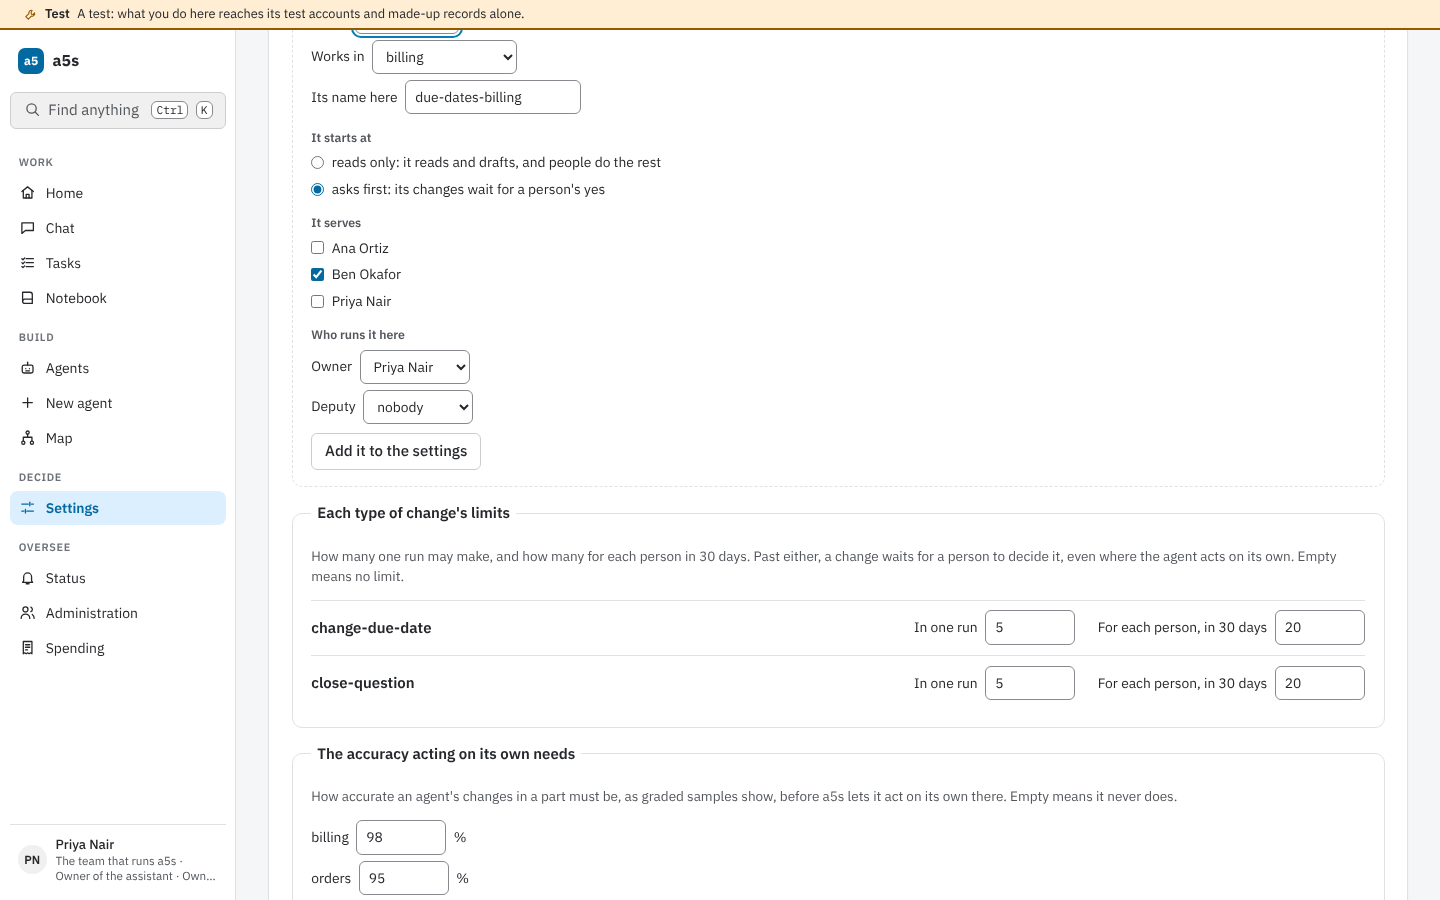 Test A test: what you do here reaches its test accounts and made-up records alone.
a5 a5s
Find anything Ctrl K
WORK
Home
Chat
Tasks
Notebook
BUILD
Agents
New agent
Map
DECIDE
Settings
OVERSEE
Status
Administration
Spending
PN Priya Nair
The team that runs a5s ·
Owner of the assistant · Own…
Works in billing
Its name here due-dates-billing
It starts at
reads only: it reads and drafts, and people do the rest
asks first: its changes wait for a person's yes
It serves
Ana Ortiz
Ben Okafor
Priya Nair
Who runs it here
Owner Priya Nair
Deputy nobody
Add it to the settings
Each type of change's limits
How many one run may make, and how many for each person in 30 days. Past either, a change waits for a person to decide it, even where the agent acts on its own. Empty
means no limit.
change-due-date In one run 5 For each person, in 30 days 20
close-question In one run 5 For each person, in 30 days 20
The accuracy acting on its own needs
How accurate an agent's changes in a part must be, as graded samples show, before a5s lets it act on its own there. Empty means it never does.
billing 98 %
orders 95 %